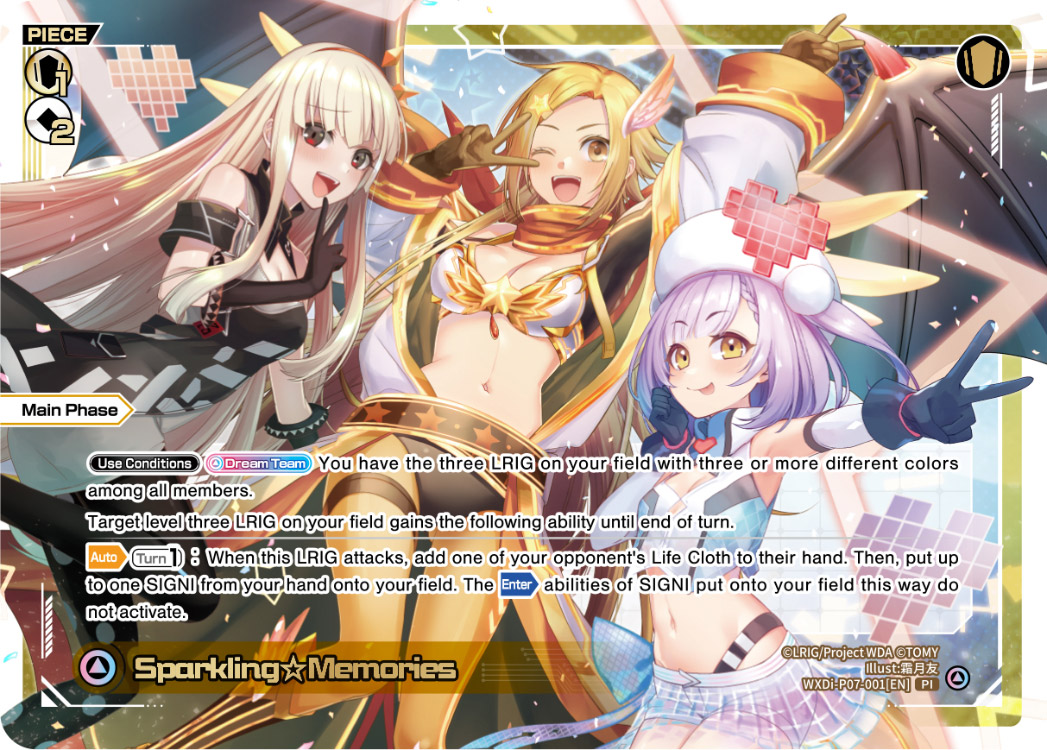 PIECE
1
2
Main Phase
Use Conditions Dream Team You have the three LRIG on your field with three or more different colors
among all members.
Target level three LRIG on your field gains the following ability until end of turn.
Auto Turn 1 : When this LRIG attacks, add one of your opponent's Life Cloth to their hand. Then, put up
to one SIGNI from your hand onto your field. The Enter abilities of SIGNI put onto your field this way do
not activate.
Sparkling☆Memories
©LRIG/Project WDA ©TOMY
Illust:霜月友
WXDi-P07-001[EN] PI